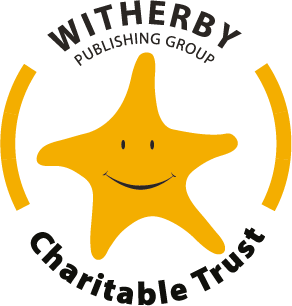 WITHERBY
PUBLISHING GROUP
Charitable Trust